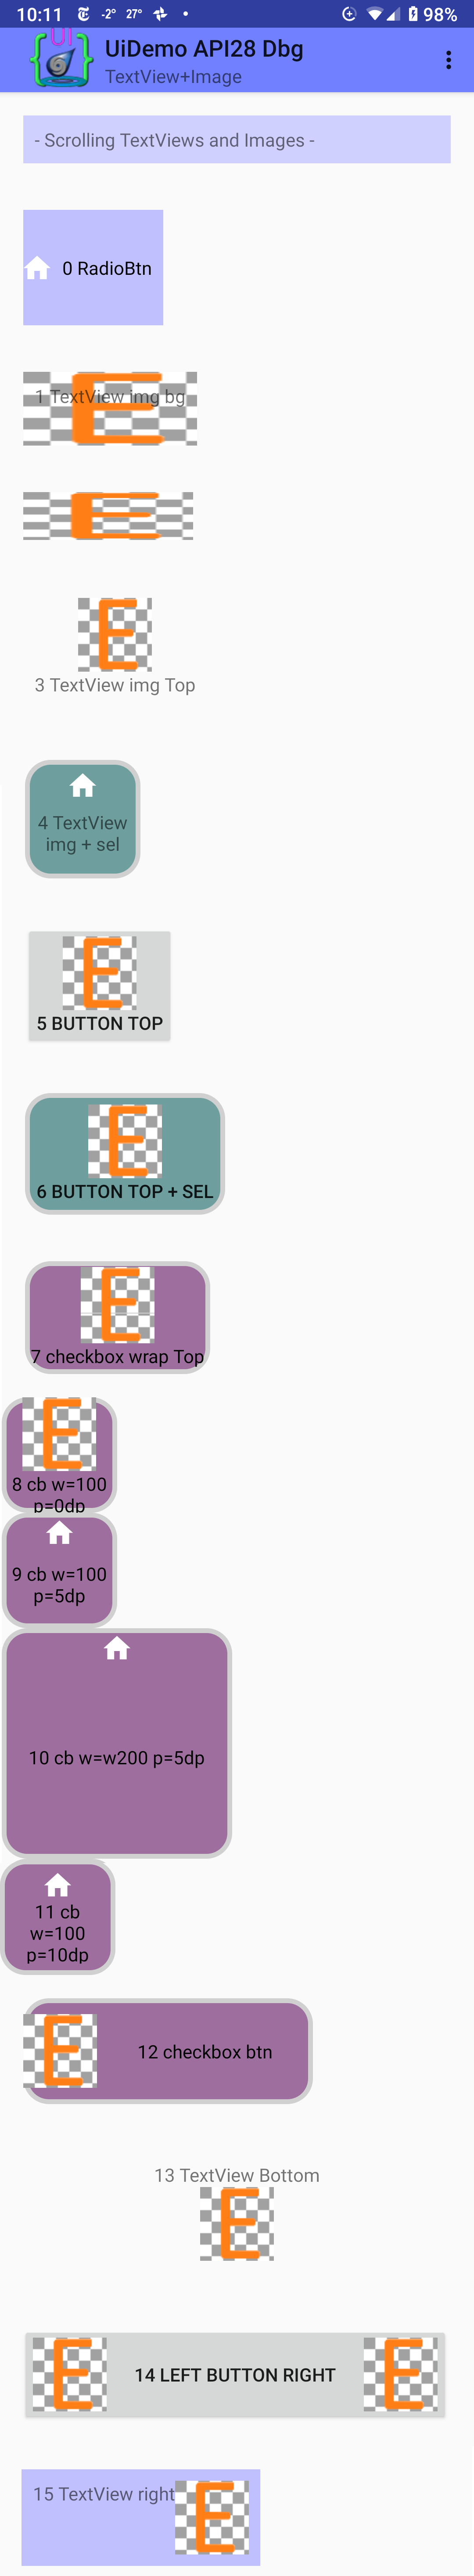 10:11 -2° 27° 98%
UI
UiDemo API28 Dbg
TextView+Image
- Scrolling TextViews and Images -
0 RadioBtn
1 TextView img bg
E
E
E
3 TextView img Top
4 TextView
img + sel
E
5 BUTTON TOP
E
6 BUTTON TOP + SEL
E
7 checkbox wrap Top
E
8 cb w=100
p=0dp
9 cb w=100
p=5dp
10 cb w=w200 p=5dp
11 cb
w=100
p=10dp
E 12 checkbox btn
13 TextView Bottom
E
E 14 LEFT BUTTON RIGHT E
15 TextView right E